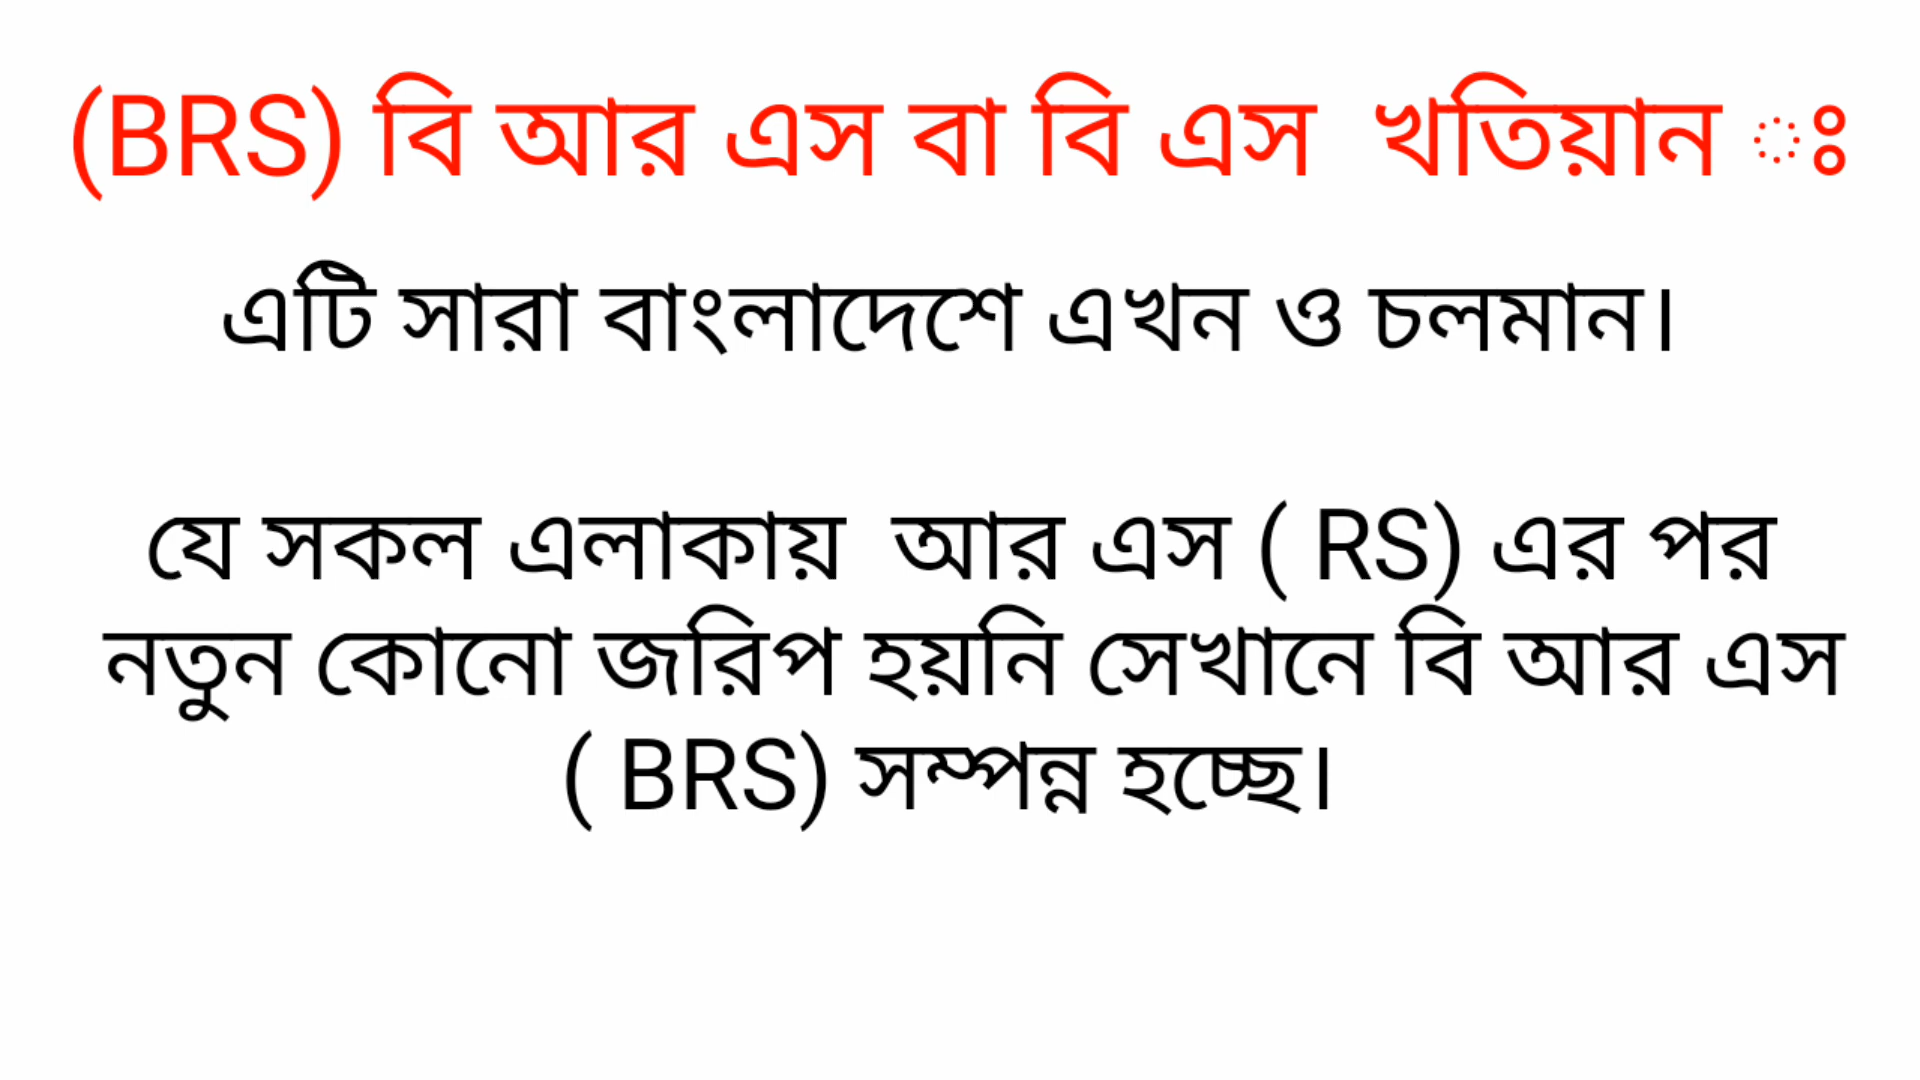 (BRS) বি আর এস বা বি এস  খতিয়ান ঃ
এটি সারা বাংলাদেশে এখন ও চলমান।
যে সকল এলাকায়  আর এস ( RS) এর পর
নতুন কোনো জরিপ হয়নি সেখানে বি আর এস
( BRS) সম্পন্ন হচ্ছে।